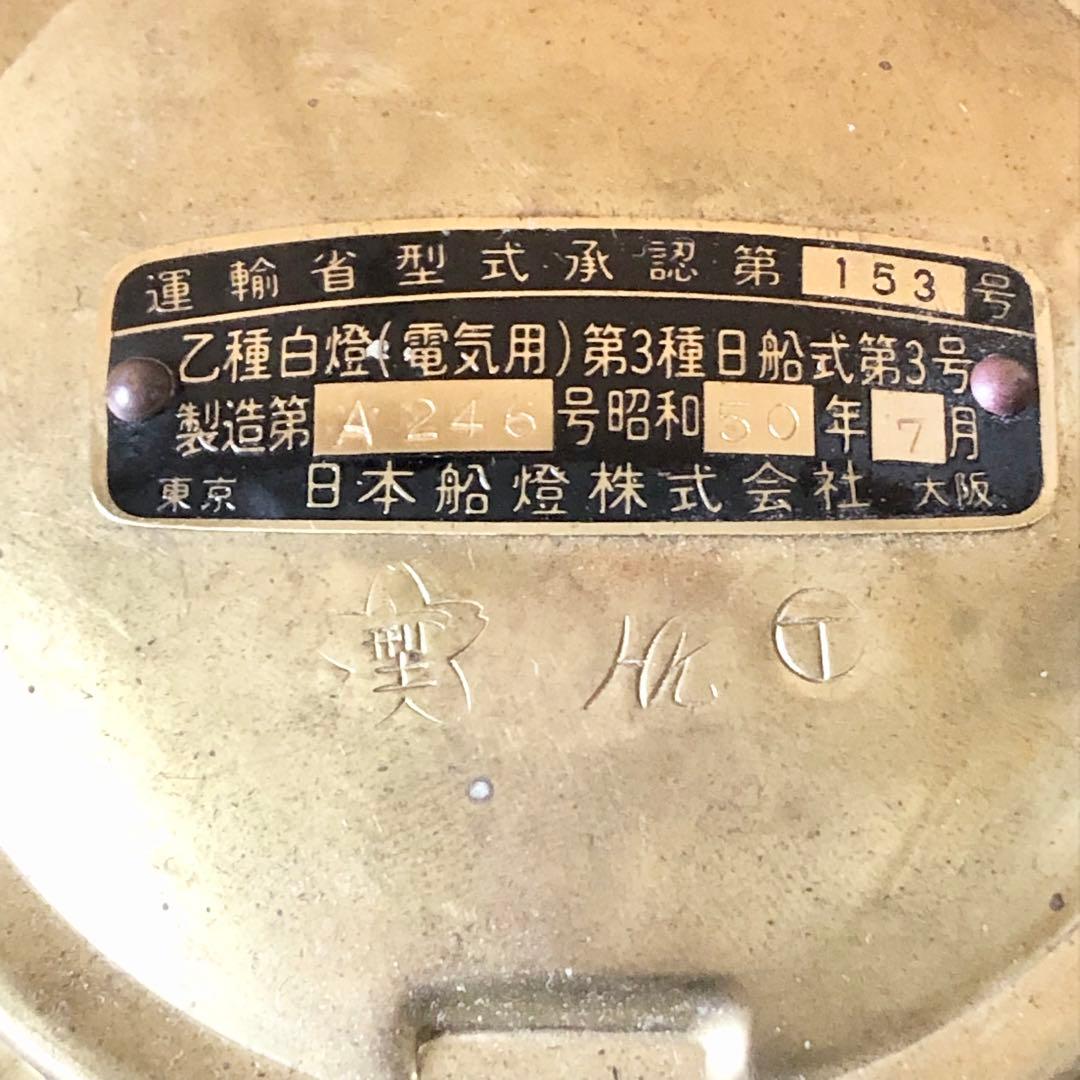 運輸省型式承認第153号
乙種白燈(電気用)第3種日船式第3号
製造第A246号昭和50年7月
東京 日本船燈株式会社 大阪
型 HK T